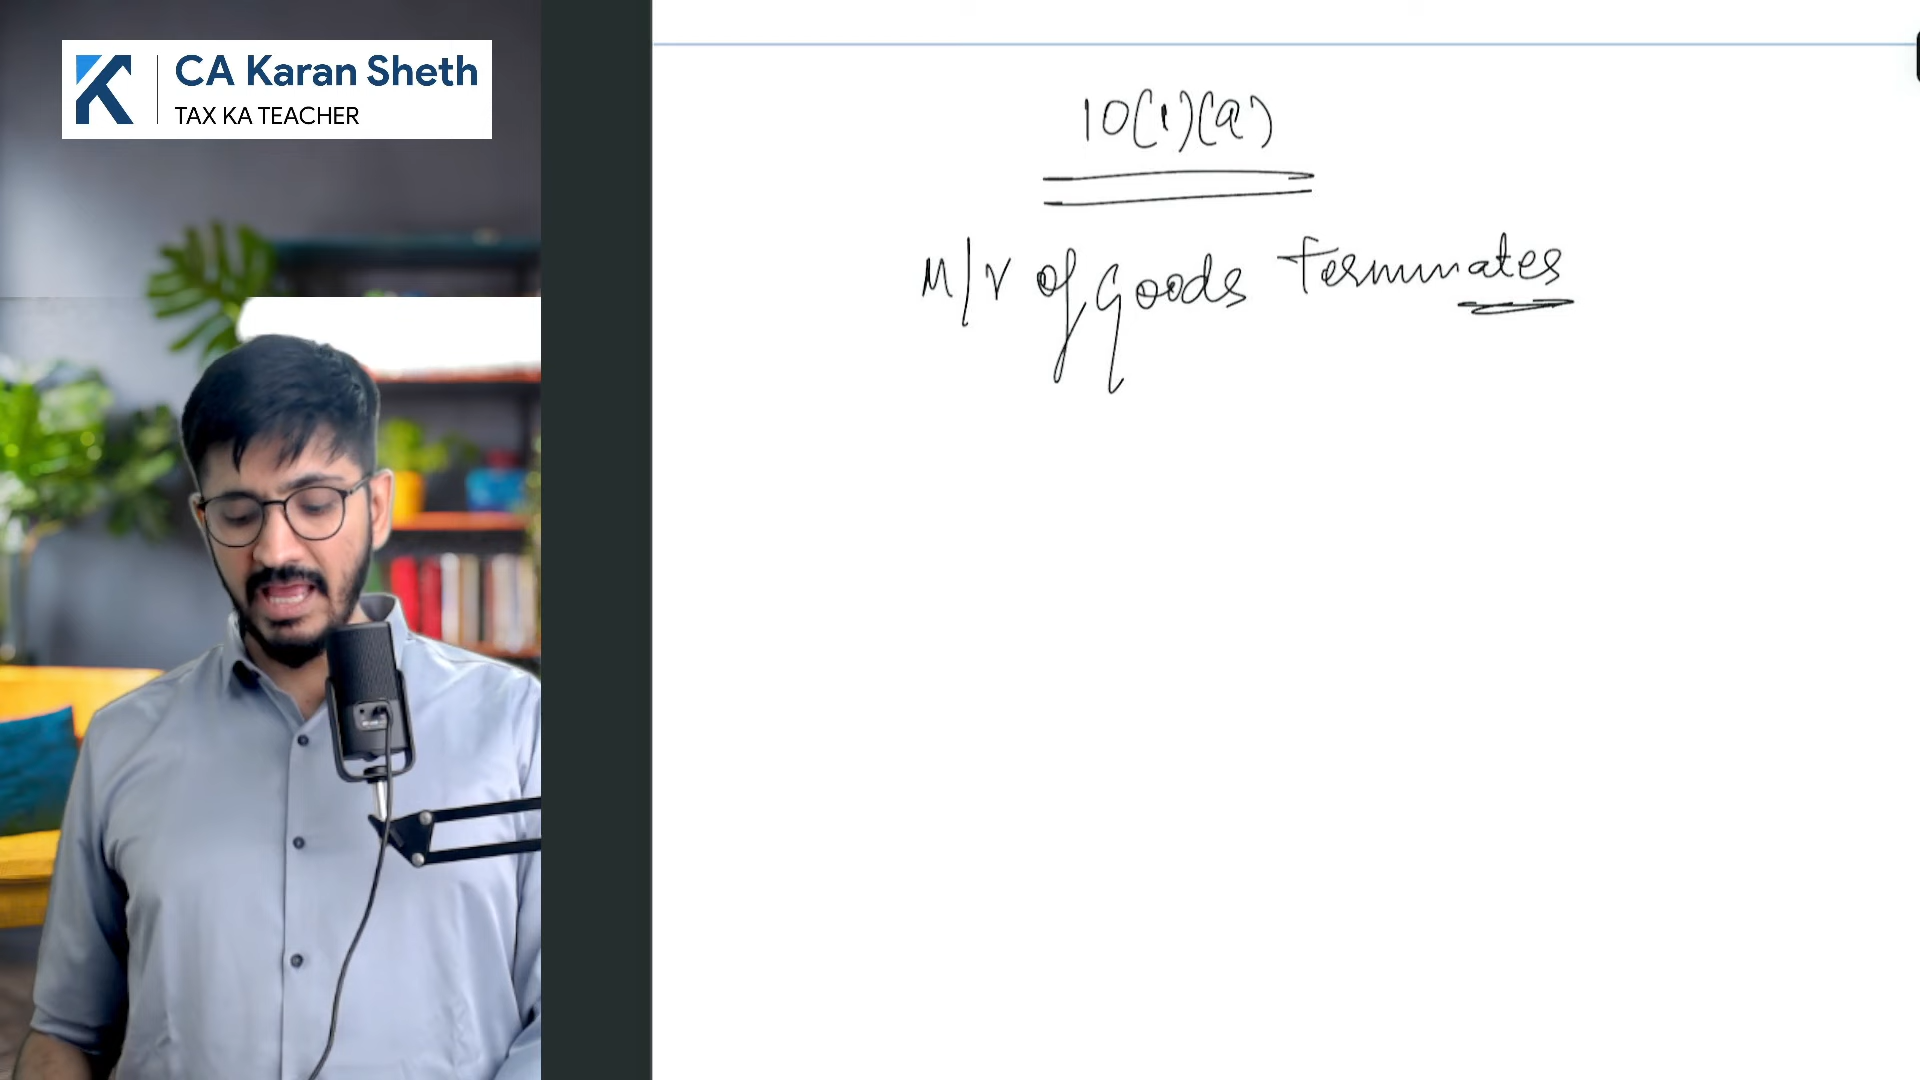 CA Karan Sheth
TAX KA TEACHER
10(1)(a)
M/V of Goods Terminates